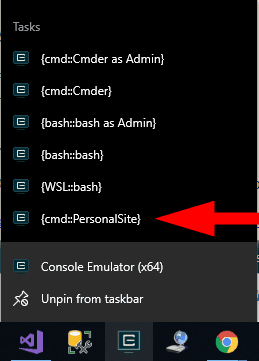 Tasks
{cmd::Cmder as Admin}
{cmd::Cmder}
{bash::bash as Admin}
{bash::bash}
{WSL::bash}
{cmd::PersonalSite}
Console Emulator (x64)
Unpin from taskbar